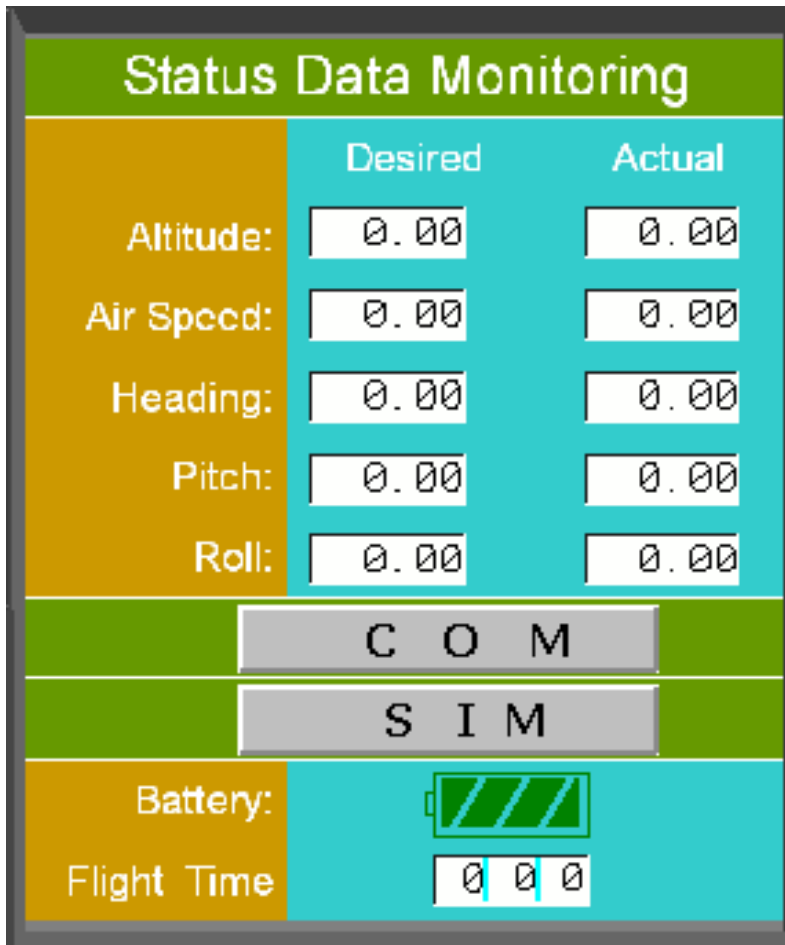 Status Data Monitoring
Desired Actual
Altitude: 0.00 0.00
Air Speed: 0.00 0.00
Heading: 0.00 0.00
Pitch: 0.00 0.00
Roll: 0.00 0.00
C O M
S I M
Battery:
Flight Time 0 0 0